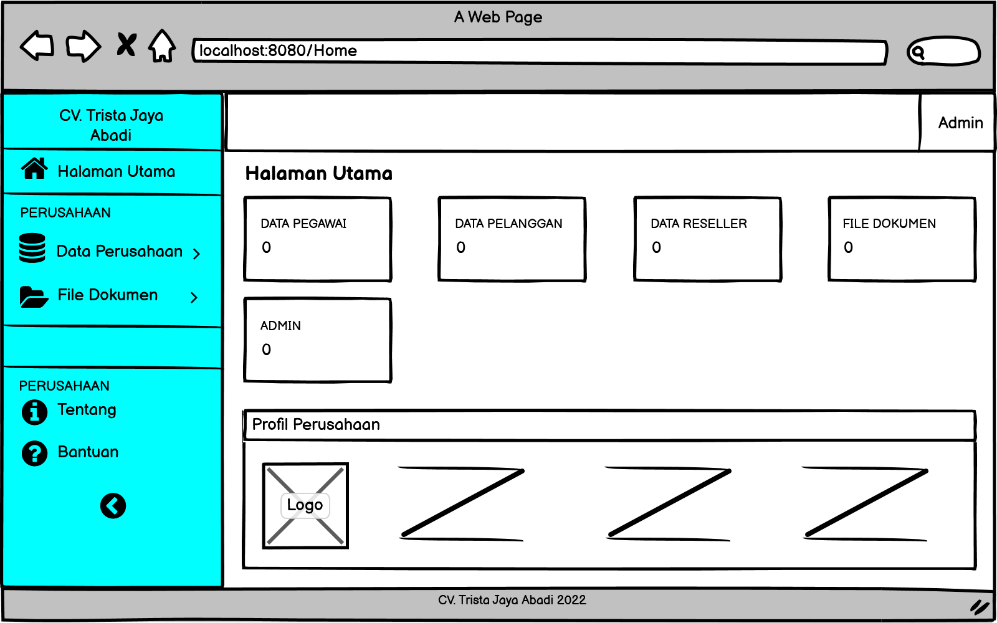 A Web Page
localhost:8080/Home
CV. Trista Jaya
Abadi
Admin
Halaman Utama
PERUSAHAAN
Data Perusahaan
File Dokumen
PERUSAHAAN
Tentang
Bantuan
Halaman Utama
DATA PEGAWAI
0
DATA PELANGGAN
0
DATA RESELLER
0
FILE DOKUMEN
0
ADMIN
0
Profil Perusahaan
Logo
CV. Trista Jaya Abadi 2022